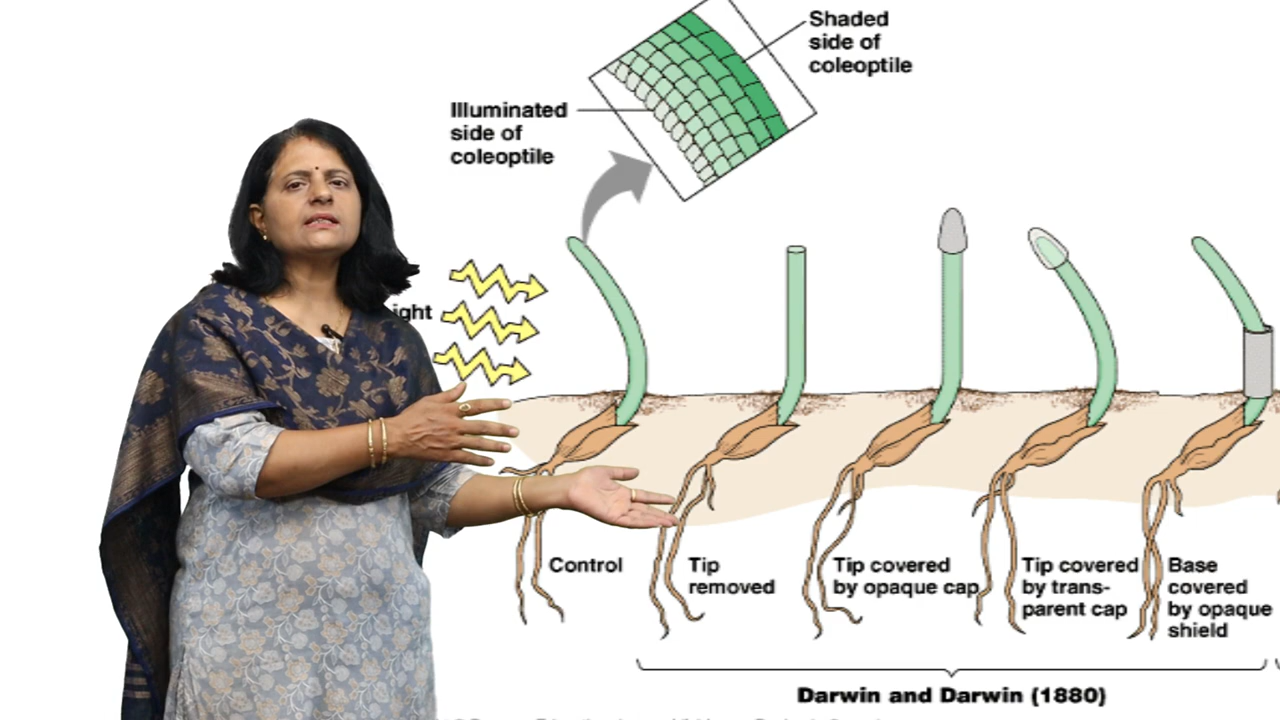 Shaded
side of
coleoptile
Illuminated
side of
coleoptile
ight
Control
Tip
removed
Tip covered
by opaque cap
Tip covered
by trans-
parent cap
Base
covered
by opaque
shield
Darwin and Darwin (1880)